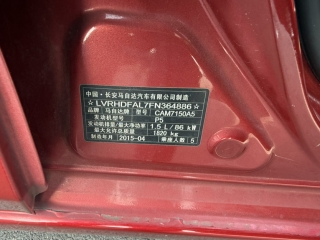 中国·长安马自达汽车有限公司制造
☆LVRHDFAL7FN364886☆
品牌 马自达牌 型号 CAM7150A5
发动机型号 P5
发动机排量/最大净功率 1.5 L/86 kW
最大允许总质量 1820 kg
制造年月 2015-04 乘坐人数 5